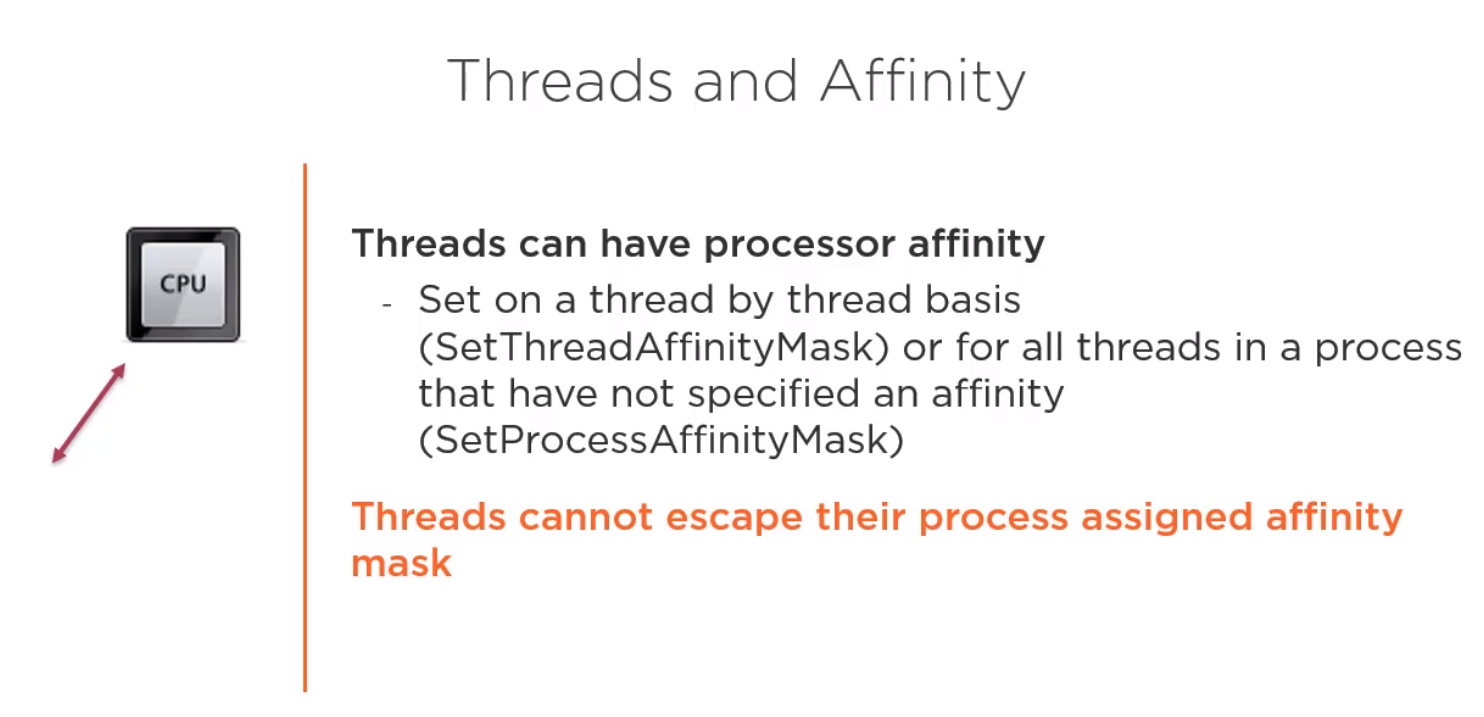 Threads and Affinity
CPU
Threads can have processor affinity
- Set on a thread by thread basis
(SetThreadAffinityMask) or for all threads in a process
that have not specified an affinity
(SetProcessAffinityMask)
Threads cannot escape their process assigned affinity
mask